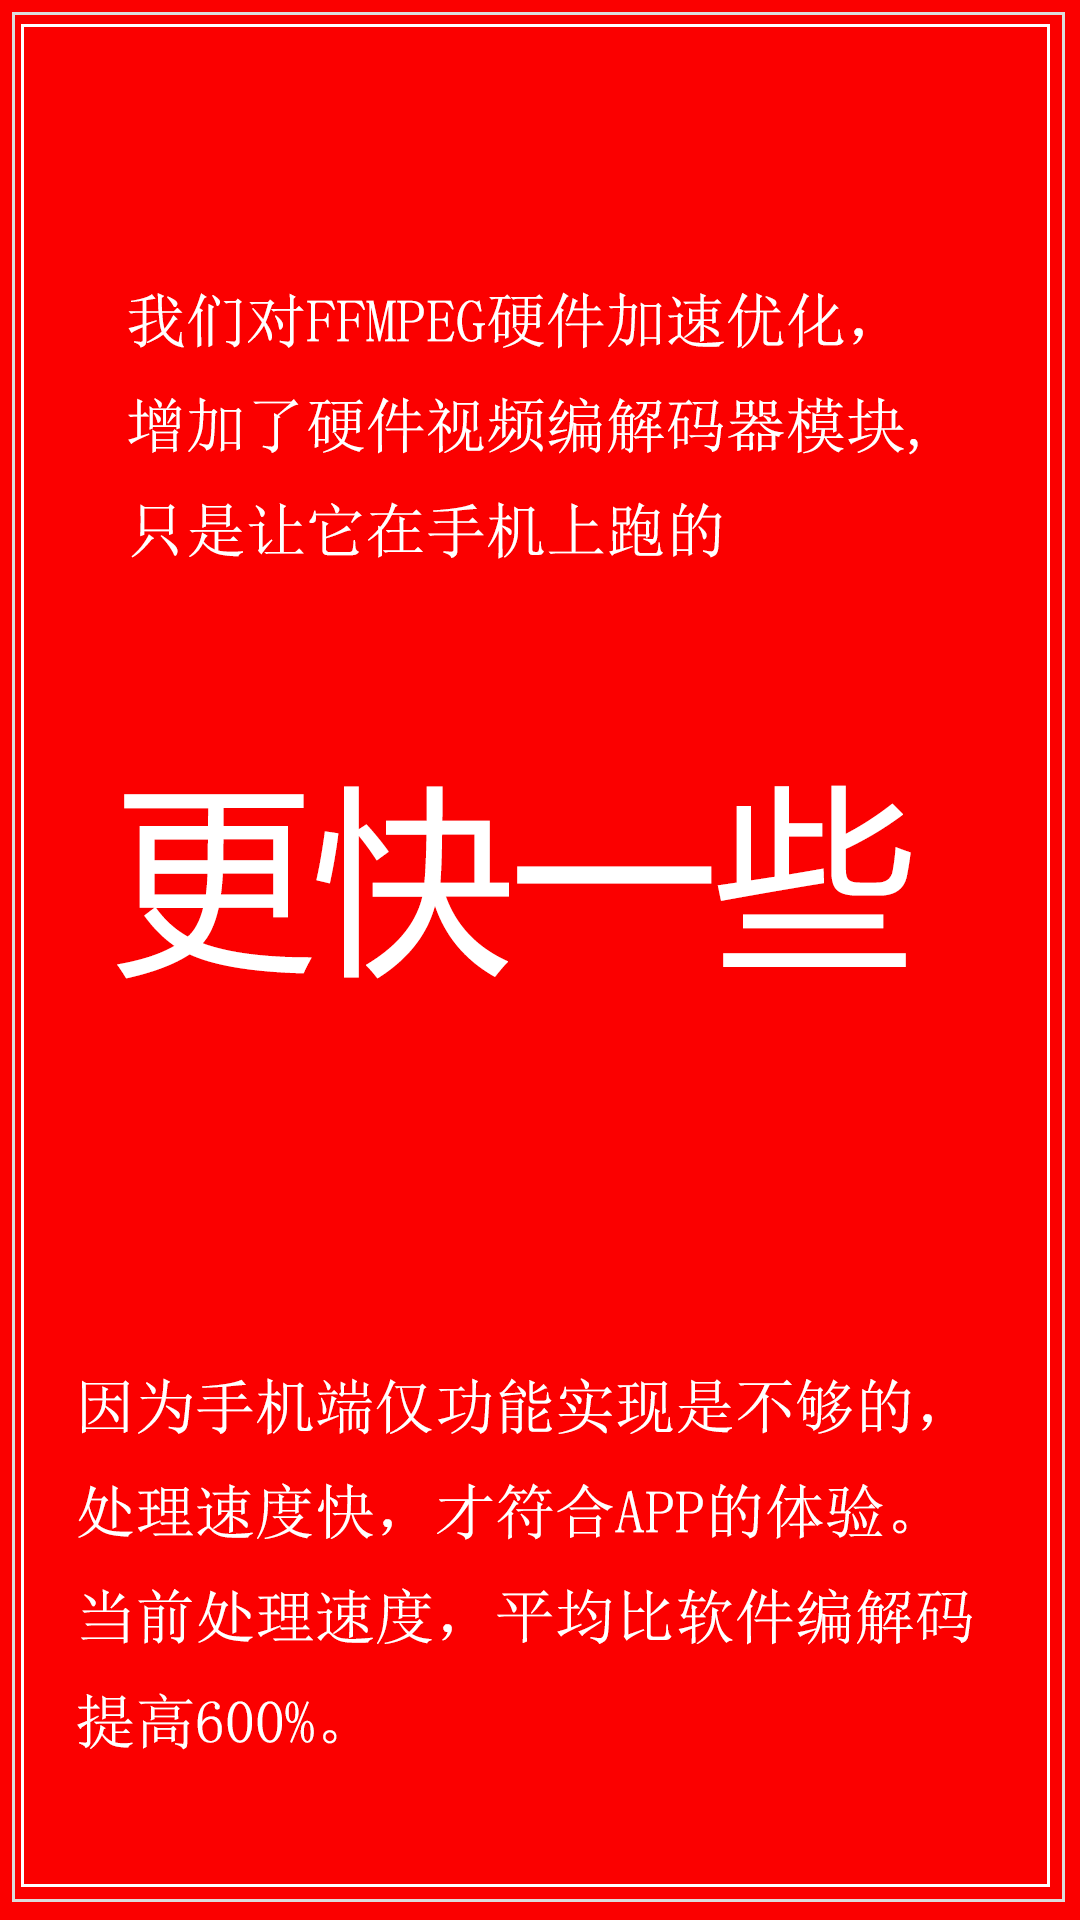 我们对FFMPEG硬件加速优化，
增加了硬件视频编解码器模块,
只是让它在手机上跑的
更快一些
因为手机端仅功能实现是不够的，
处理速度快，才符合APP的体验。
当前处理速度，平均比软件编解码
提高600%。